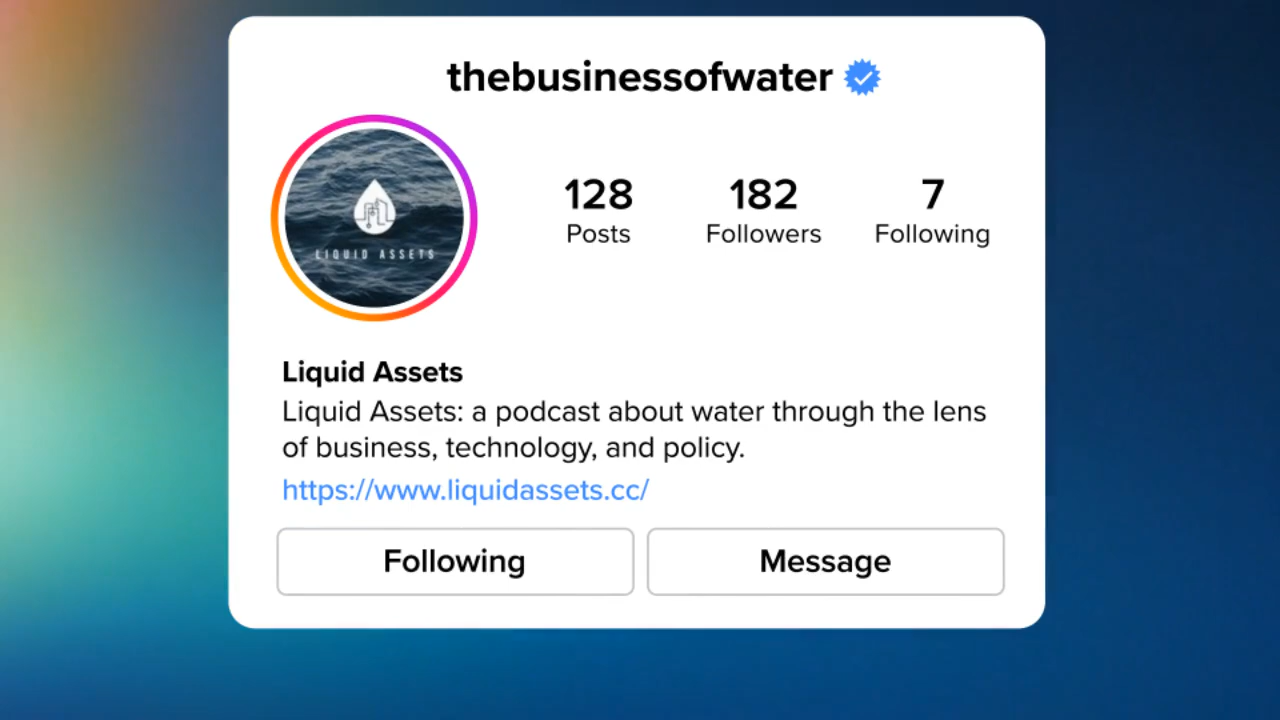 thebusinessofwater
128
182
7
Posts
Followers
Following
LIQUID ASSETS
Liquid Assets
Liquid Assets: a podcast about water through the lens
of business, technology, and policy.
https://www.liquidassets.cc/
Following
Message